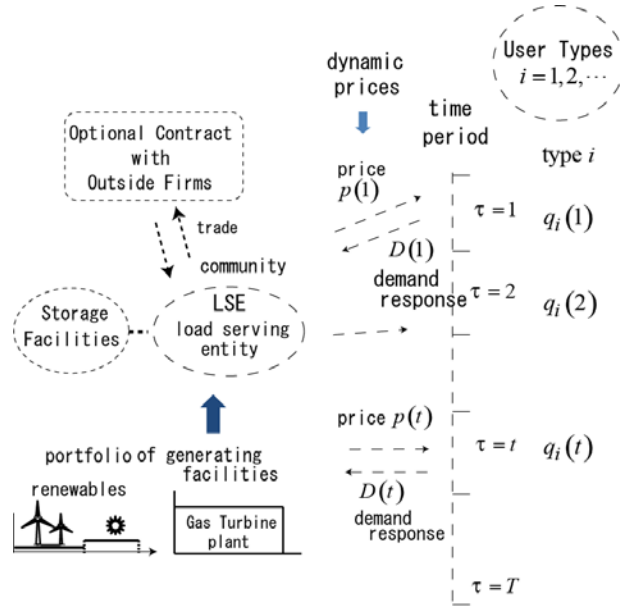 User Types
i = 1, 2, ⋯
dynamic
prices
time
period
type i
Optional Contract
with
Outside Firms
trade
community
price
p(1)
D(1)
demand
response
τ = 1
q_i(1)
τ = 2
q_i(2)
Storage
Facilities
LSE
load serving
entity
price p(t)
D(t)
demand
response
τ = t
q_i(t)
portfolio of generating
facilities
renewables
Gas Turbine
plant
τ = T